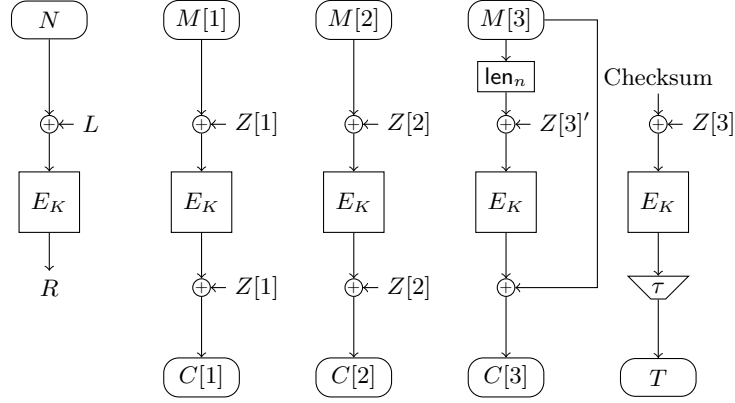 N M[1] M[2] M[3]
len_n Checksum
L Z[1] Z[2] Z[3]′ Z[3]
E_K E_K E_K E_K E_K
R Z[1] Z[2] τ
C[1] C[2] C[3] T